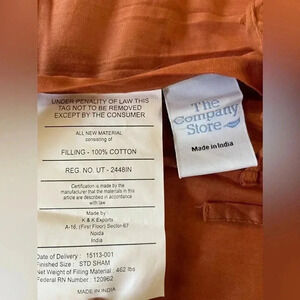 UNDER PENALITY OF LAW THIS
TAG NOT TO BE REMOVED
EXCEPT BY THE CONSUMER
ALL NEW MATERIAL
consisting of
FILLING - 100% COTTON
REG. NO. UT - 2448IN
Certification is made by the
manufacturer that the materials in this
article are described in accordance
with law
Made by
K & K Exports
A-16, (First Floor) Sector-67
Noida
India
Date of Delivery : 15113-001
Finished Size : STD SHAM
Net Weight of Filling Material : 462 lbs
Federal RN Number : 120962
MADE IN INDIA
The
Company
Store
Made in India